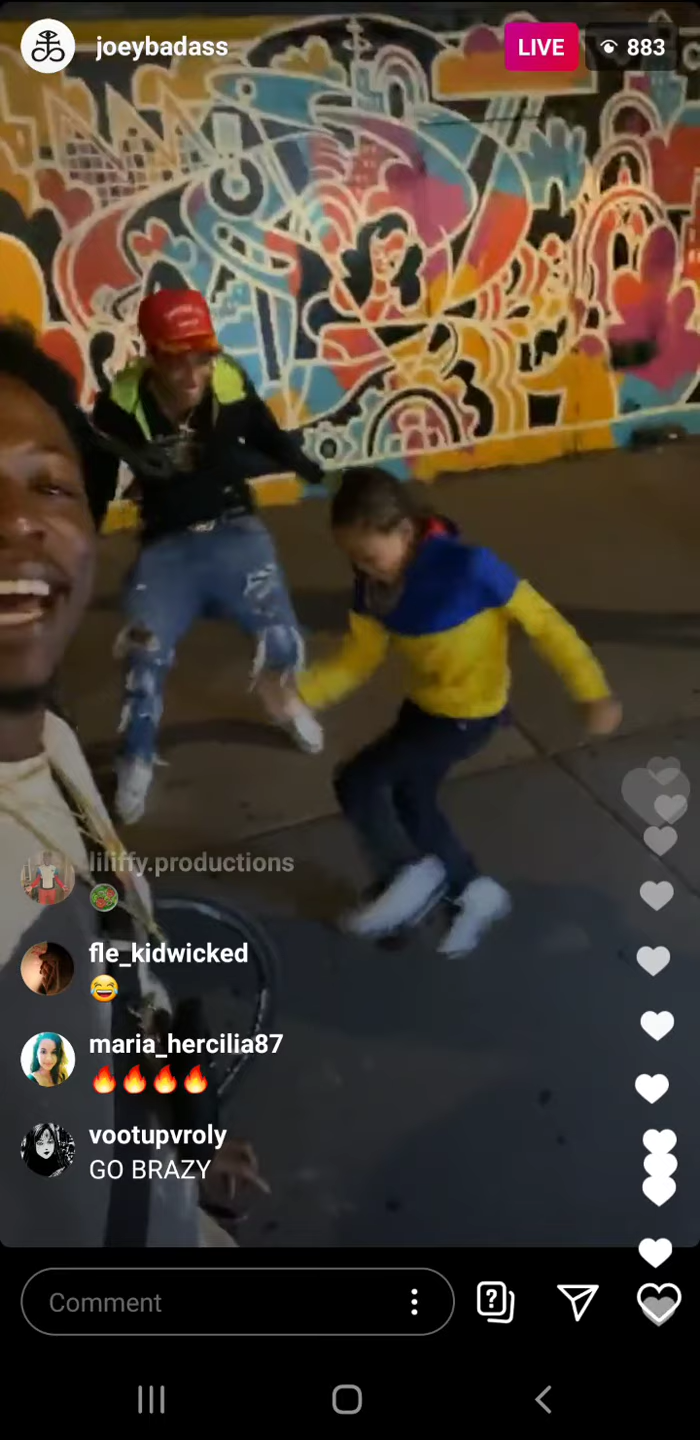 joeybadass
LIVE
883
liliffy.productions
fle_kidwicked
😂
maria_hercilia87
🔥🔥🔥🔥
vootupvroly
GO BRAZY
Comment
?